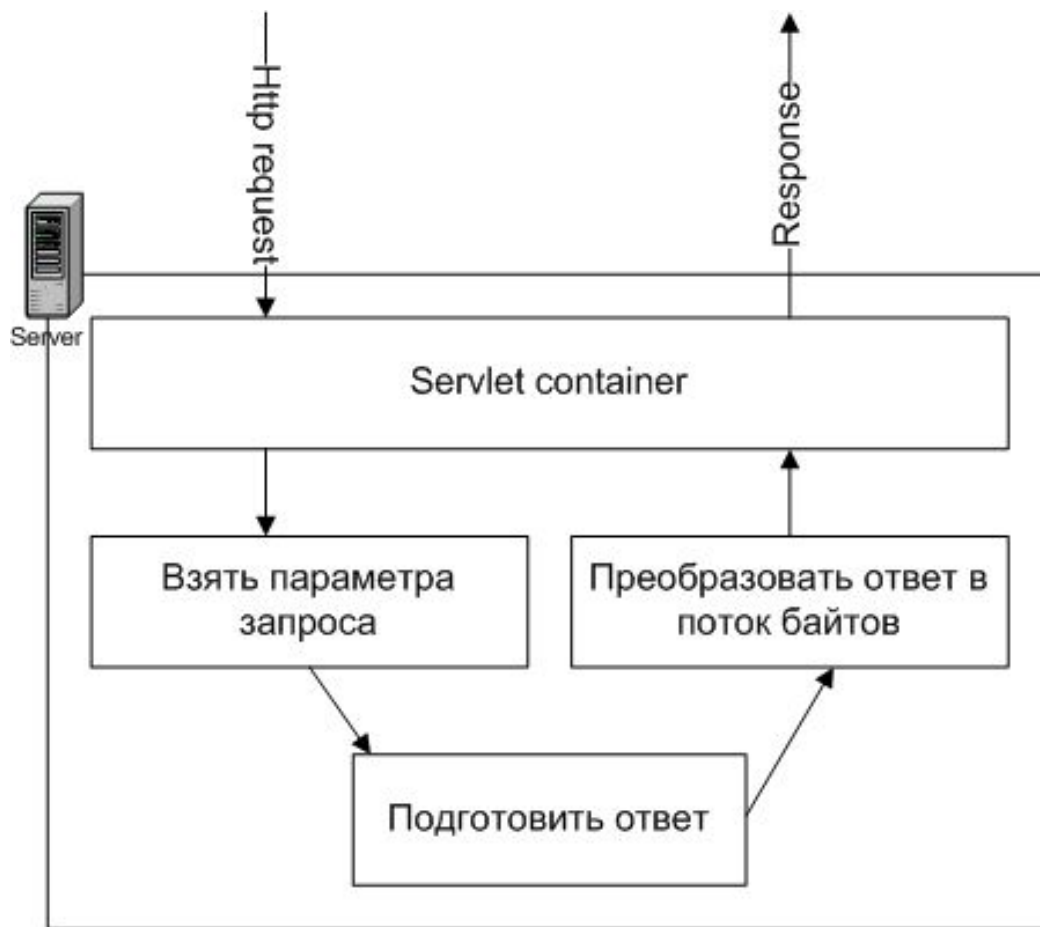 Http request
Response
Server
Servlet container
Взять параметра
запроса
Преобразовать ответ в
поток байтов
Подготовить ответ